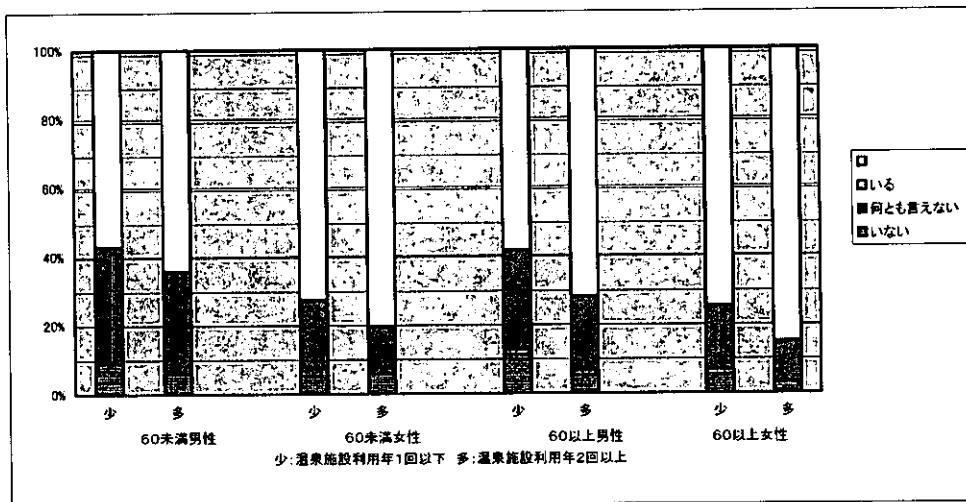 100%
80%
60%
40%
20%
0%
いる
何とも言えない
いない
少 多 少 多 少 多 少 多
60未満男性 60未満女性 60以上男性 60以上女性
少:温泉施設利用年1回以下 多;温泉施設利用年2回以上